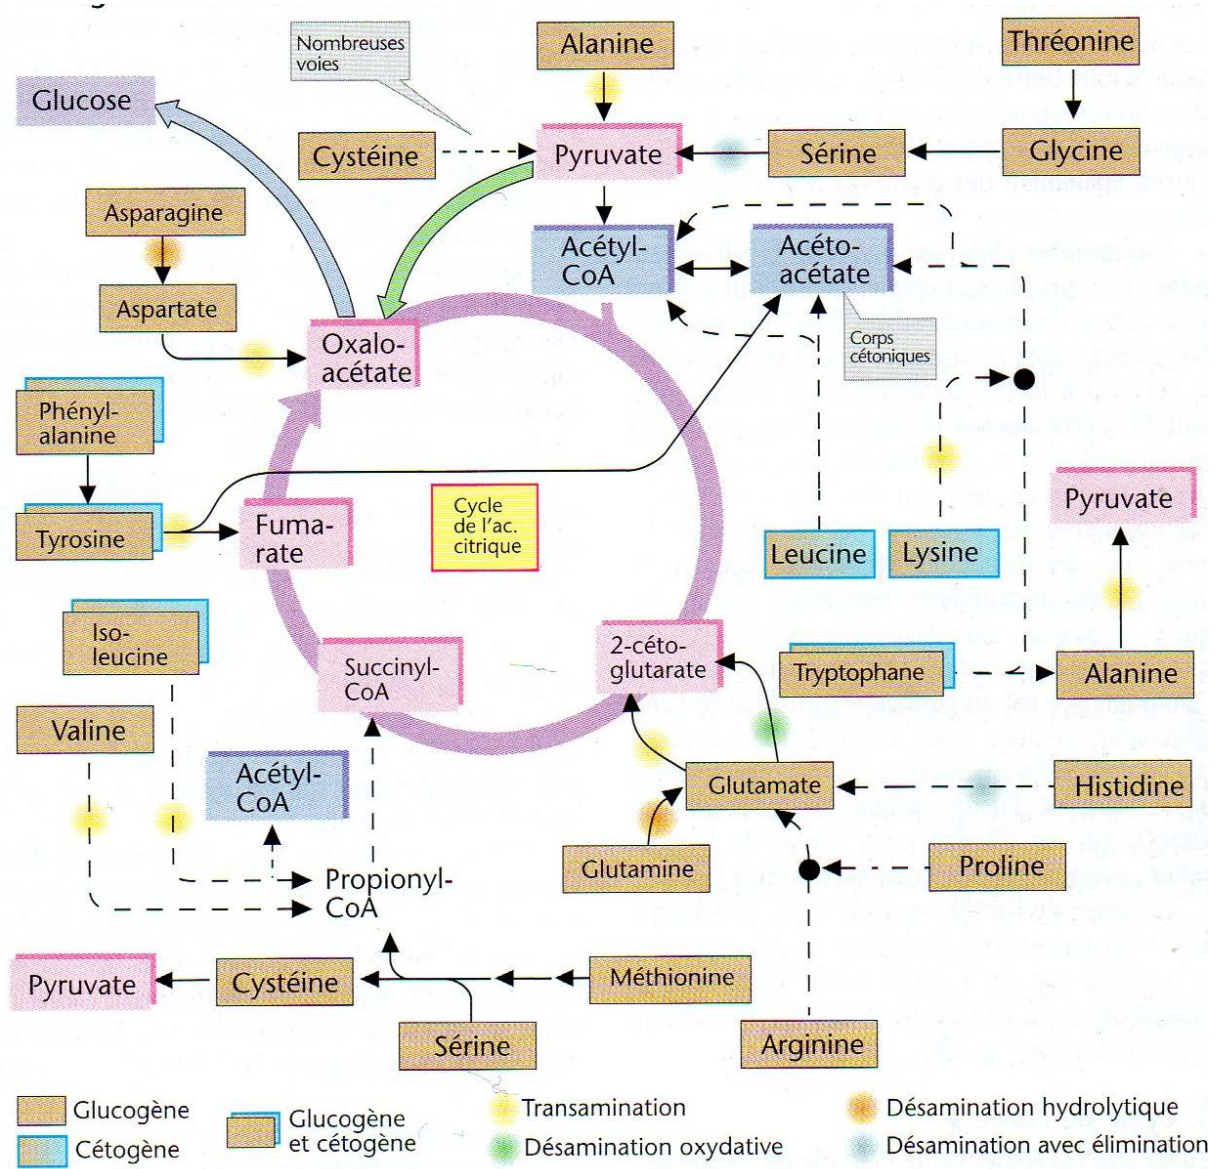 Nombreuses
voies
Alanine
Thréonine
Glucose
Cystéine
Pyruvate
Sérine
Glycine
Asparagine
Acétyl-
CoA
Acéto-
acétate
Aspartate
Oxalo-
acétate
Corps
cétoniques
Phényl-
alanine
Cycle
de l'ac.
citrique
Pyruvate
Tyrosine
Fuma-
rate
Leucine
Lysine
Iso-
leucine
Succinyl-
CoA
2-céto-
glutarate
Tryptophane
Alanine
Valine
Acétyl-
CoA
Glutamate
Histidine
Glutamine
Proline
Propionyl-
CoA
Pyruvate
Cystéine
Méthionine
Sérine
Arginine
Glucogène
Cétogène
Glucogène
et cétogène
Transamination
Désamination oxydative
Désamination hydrolytique
Désamination avec élimination